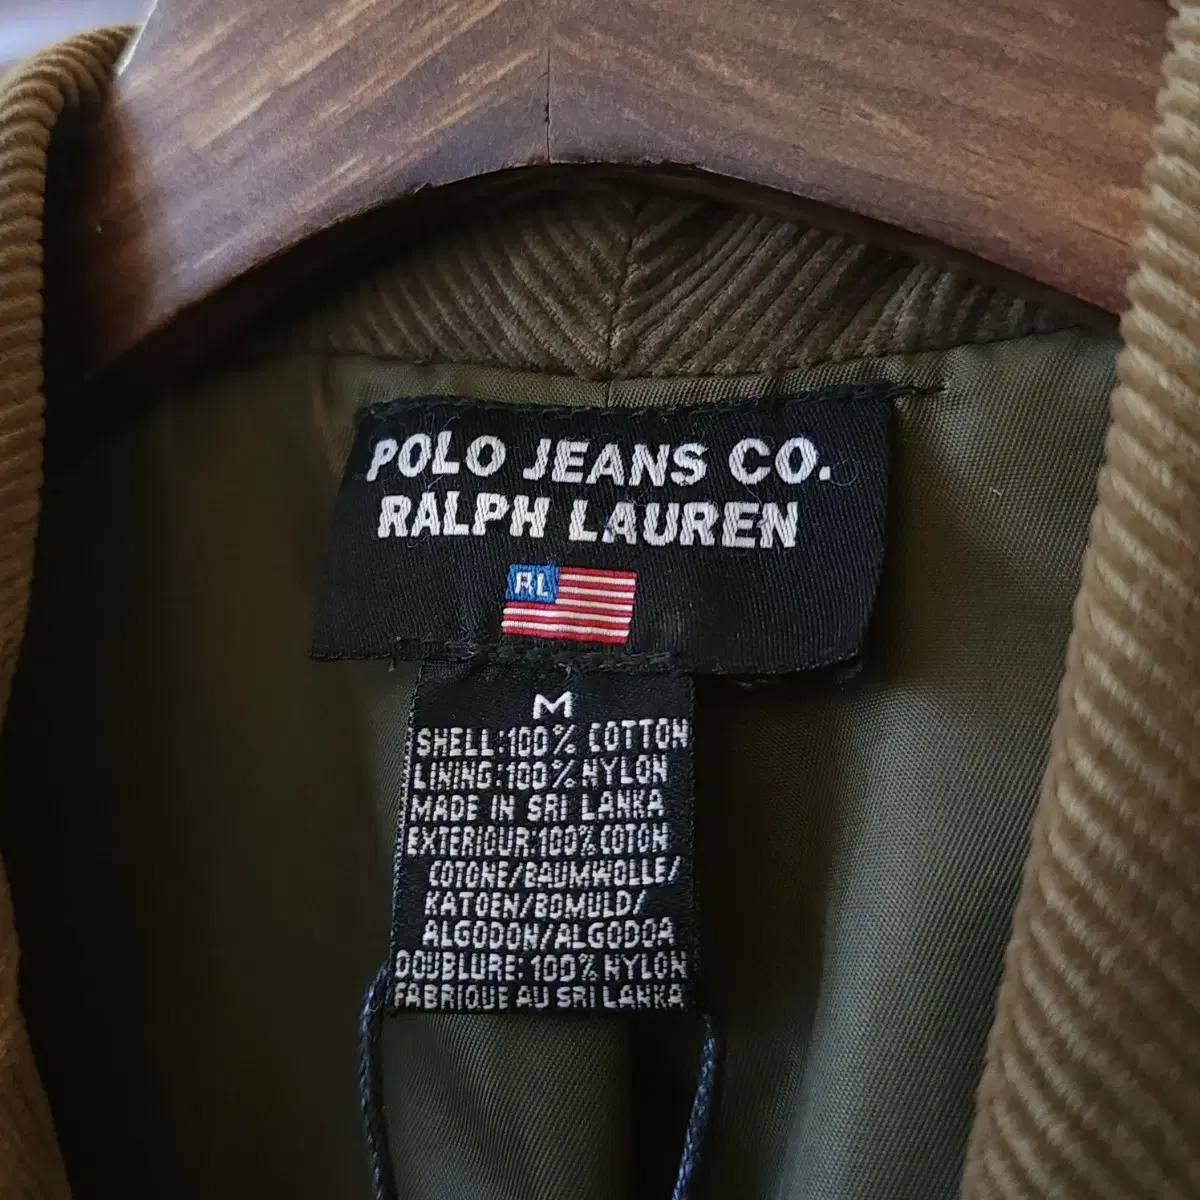 POLO JEANS CO.
RALPH LAUREN
RL
M
SHELL:100% COTTON
LINING:100% NYLON
MADE IN SRI LANKA
EXTERIOUR:100% COTON
COTONE/BAUMWOLLE/
KATOEN/BOMULD/
ALGODON/ALGODOA
DOUBLURE:100% NYLON
FABRIQUE AU SRI LANKA